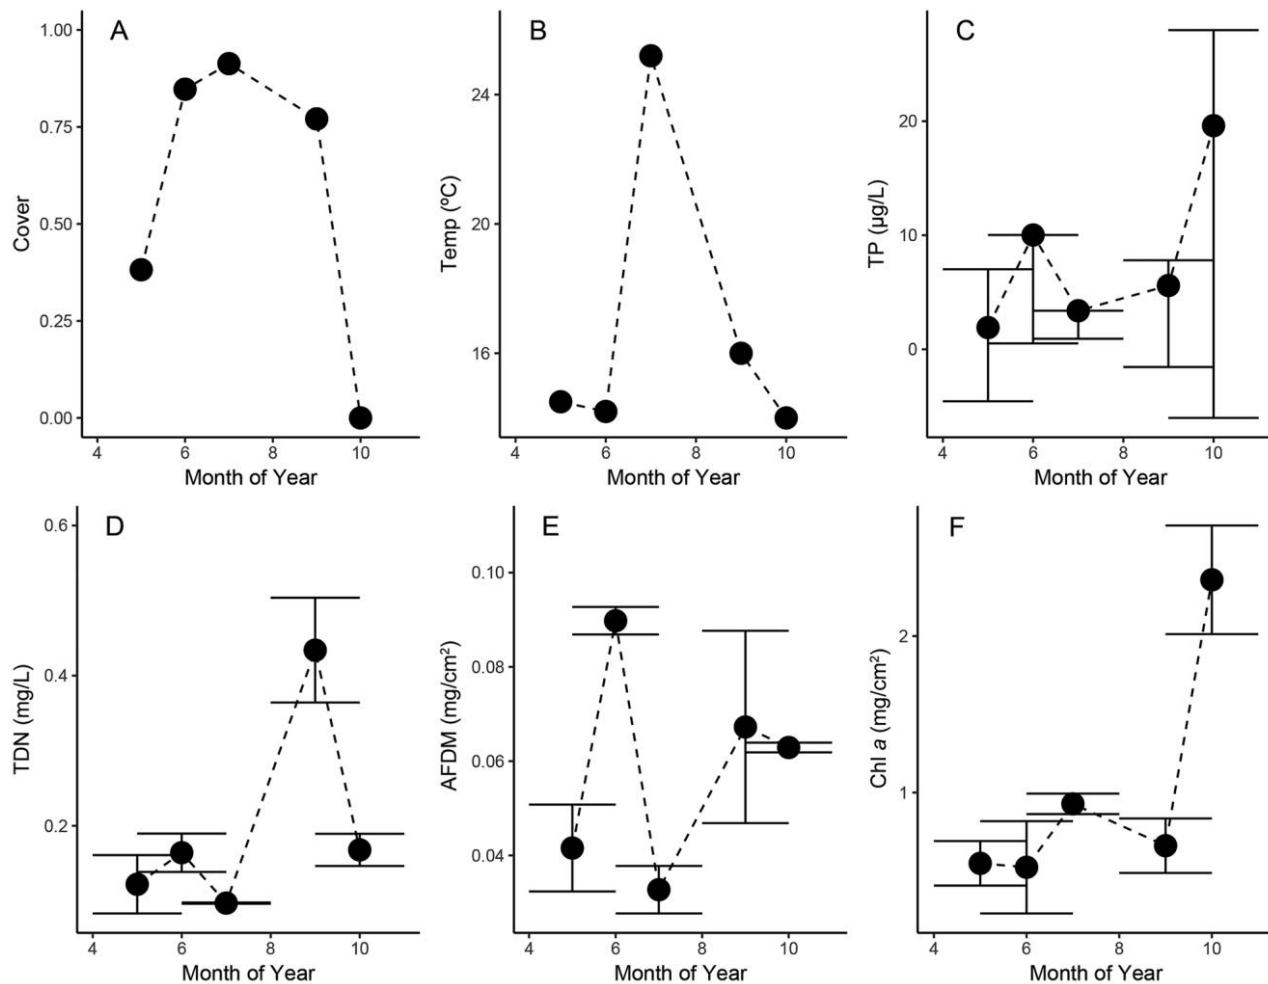 A
1.00
0.75
0.50
0.25
0.00
Cover
4 6 8 10
Month of Year
B
24
20
16
Temp (ºC)
4 6 8 10
Month of Year
C
20
10
0
TP (µg/L)
4 6 8 10
Month of Year
D
0.6
0.4
0.2
TDN (mg/L)
4 6 8 10
Month of Year
E
0.10
0.08
0.06
0.04
AFDM (mg/cm²)
4 6 8 10
Month of Year
F
2
1
Chl a (mg/cm²)
4 6 8 10
Month of Year